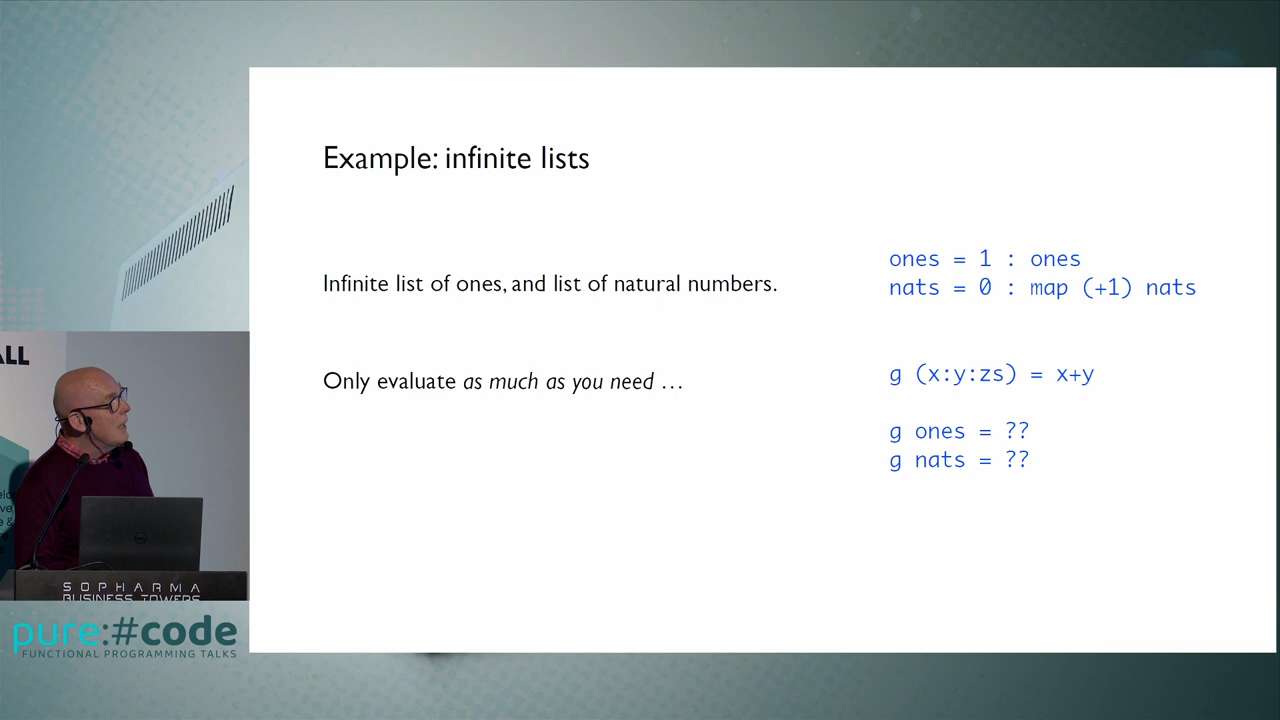 Example: infinite lists
Infinite list of ones, and list of natural numbers.
ones = 1 : ones
nats = 0 : map (+1) nats
Only evaluate as much as you need …
g (x:y:zs) = x+y
g ones = ??
g nats = ??
ALL
SOPHARMA
BUSINESS TOWERS
pure:#code
FUNCTIONAL PROGRAMMING TALKS